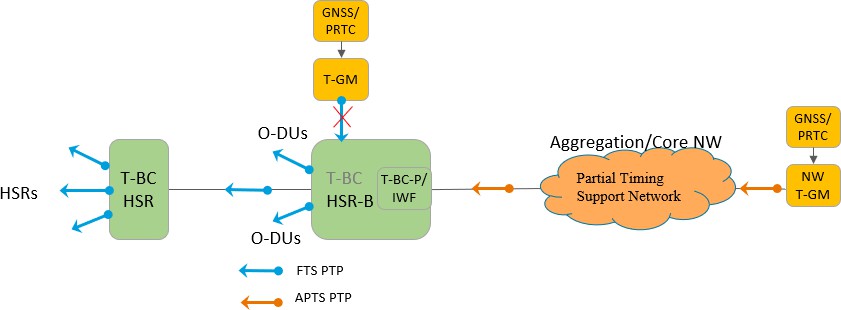 GNSS/
PRTC
T-GM
O-DUs
Aggregation/Core NW
GNSS/
PRTC
T-BC
HSR
HSRs
T-BC
HSR-B
T-BC-P/
IWF
Partial Timing
Support Network
NW
T-GM
O-DUs
FTS PTP
APTS PTP